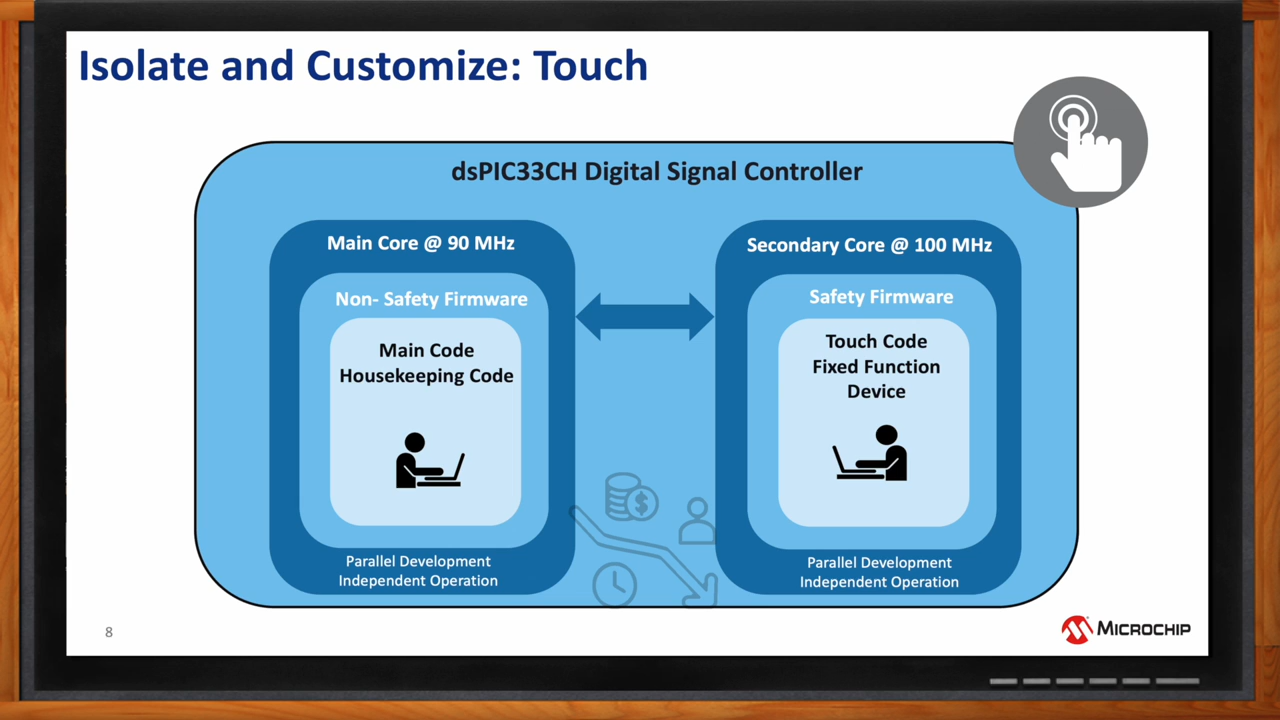 Isolate and Customize: Touch
dsPIC33CH Digital Signal Controller
Main Core @ 90 MHz
Non- Safety Firmware
Main Code
Housekeeping Code
Parallel Development
Independent Operation
Secondary Core @ 100 MHz
Safety Firmware
Touch Code
Fixed Function
Device
Parallel Development
Independent Operation
$
8
MICROCHIP